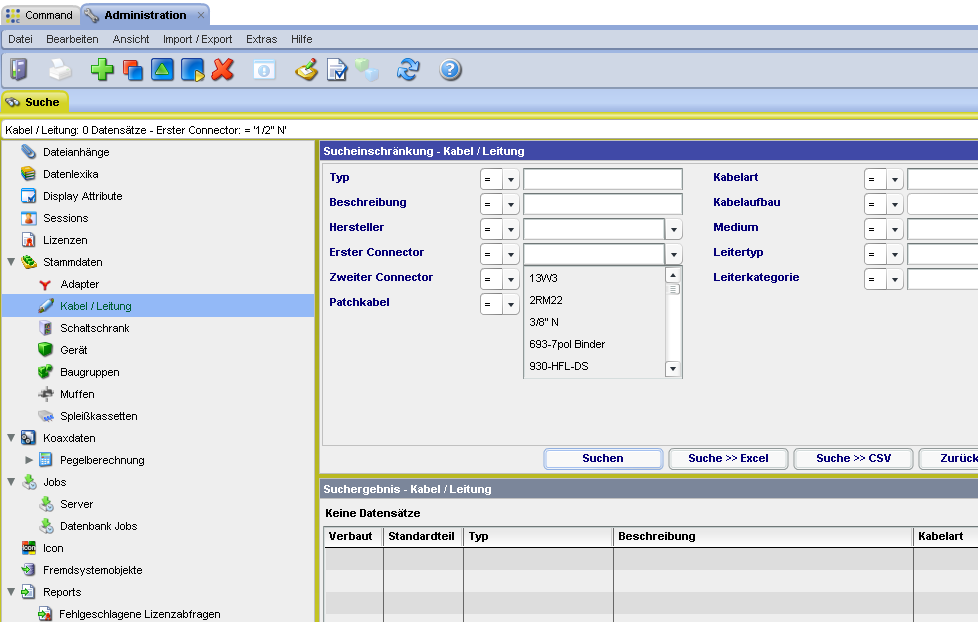 Command Administration
Datei Bearbeiten Ansicht Import / Export Extras Hilfe
Suche
Kabel / Leitung: 0 Datensätze - Erster Connector: = '1/2" N'
Dateianhänge
Datenlexika
Display Attribute
Sessions
Lizenzen
Stammdaten
Adapter
Kabel / Leitung
Schaltschrank
Gerät
Baugruppen
Muffen
Spleißkassetten
Koaxdaten
Pegelberechnung
Jobs
Server
Datenbank Jobs
Icon
Fremdsystemobjekte
Reports
Fehlgeschlagene Lizenzabfragen
Sucheinschränkung - Kabel / Leitung
Typ = Kabelart =
Beschreibung = Kabelaufbau =
Hersteller = Medium =
Erster Connector = Leitertyp =
Zweiter Connector = Leiterkategorie =
Patchkabel =
13W3
2RM22
3/8" N
693-7pol Binder
930-HFL-DS
Suchen Suche >> Excel Suche >> CSV Zurück
Suchergebnis - Kabel / Leitung
Keine Datensätze
Verbaut Standardteil Typ Beschreibung Kabelart